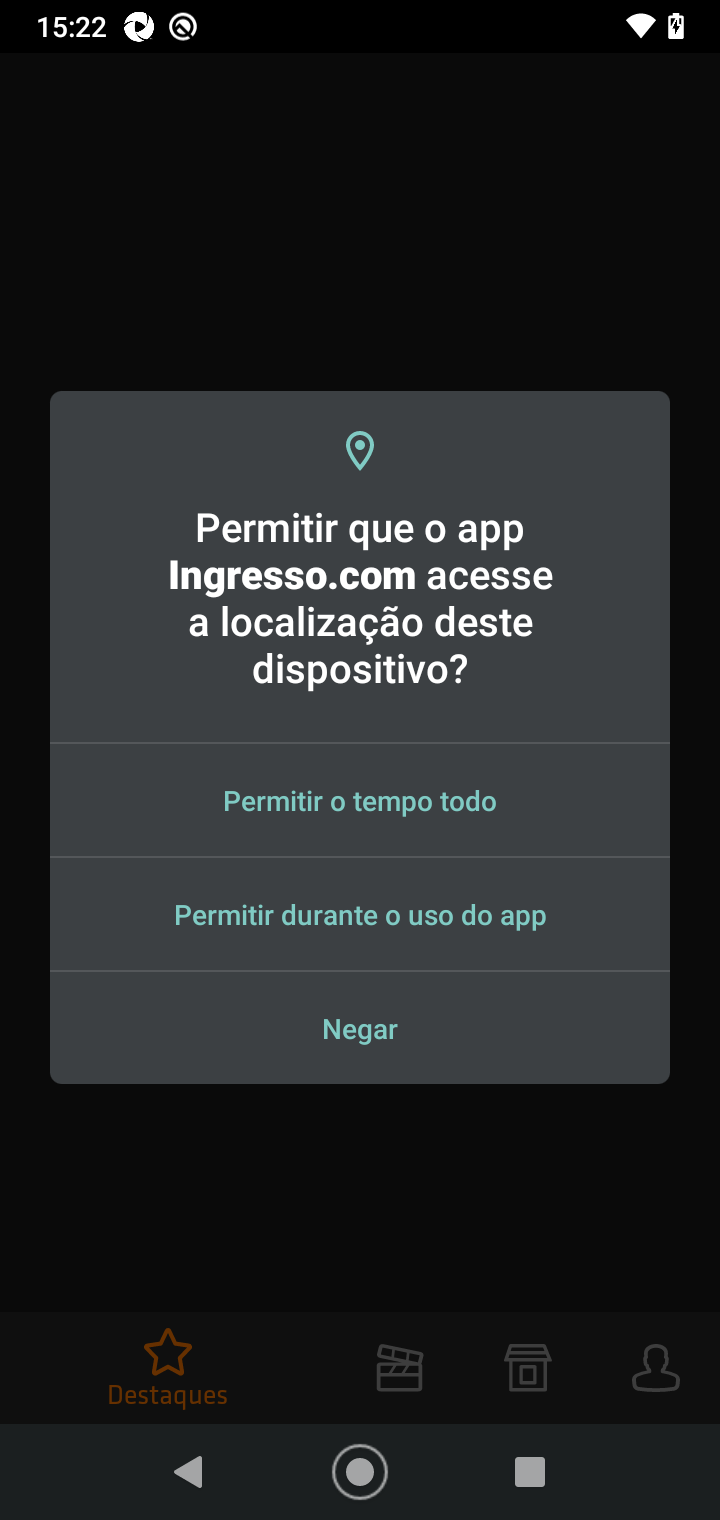 15:22
Permitir que o app
Ingresso.com acesse
a localização deste
dispositivo?
Permitir o tempo todo
Permitir durante o uso do app
Negar
Destaques